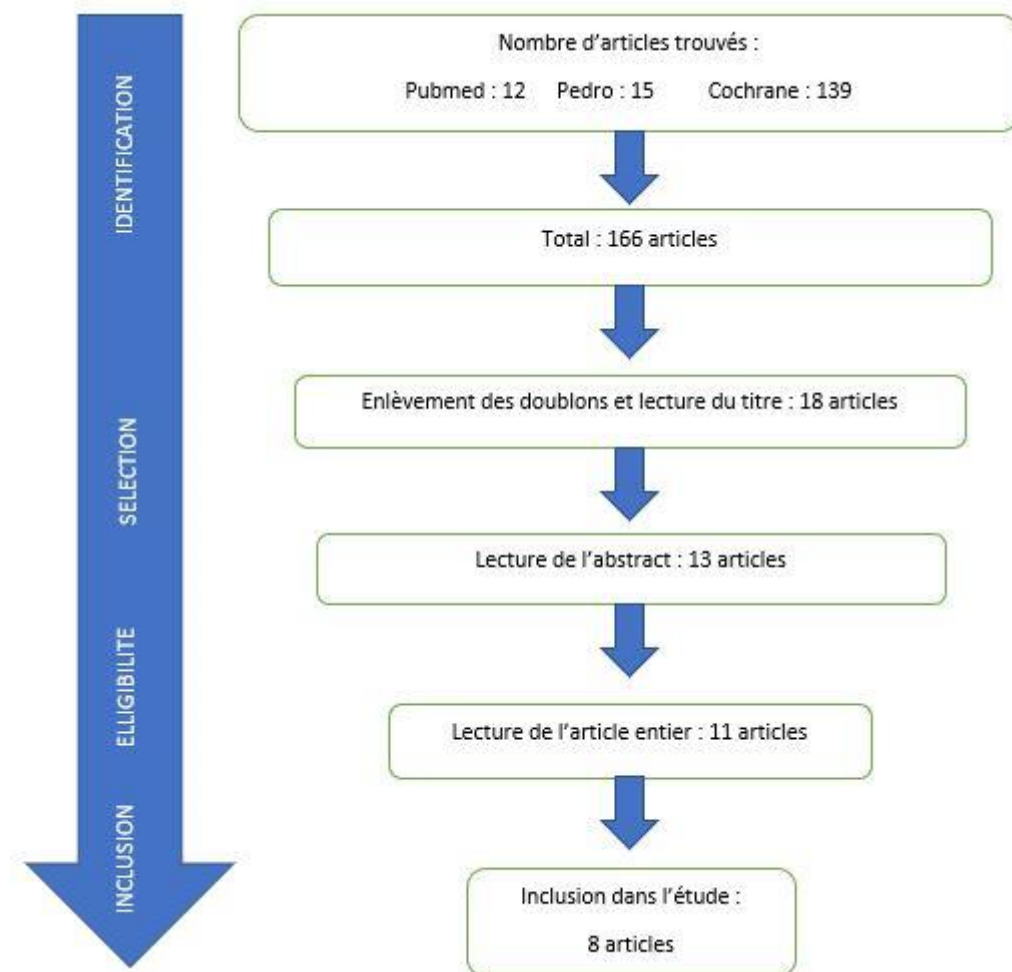 IDENTIFICATION
Nombre d'articles trouvés :
Pubmed : 12 Pedro : 15 Cochrane : 139
Total : 166 articles
SELECTION
Enlèvement des doublons et lecture du titre : 18 articles
Lecture de l'abstract : 13 articles
ELLIGIBILITE
Lecture de l'article entier : 11 articles
INCLUSION
Inclusion dans l'étude :
8 articles